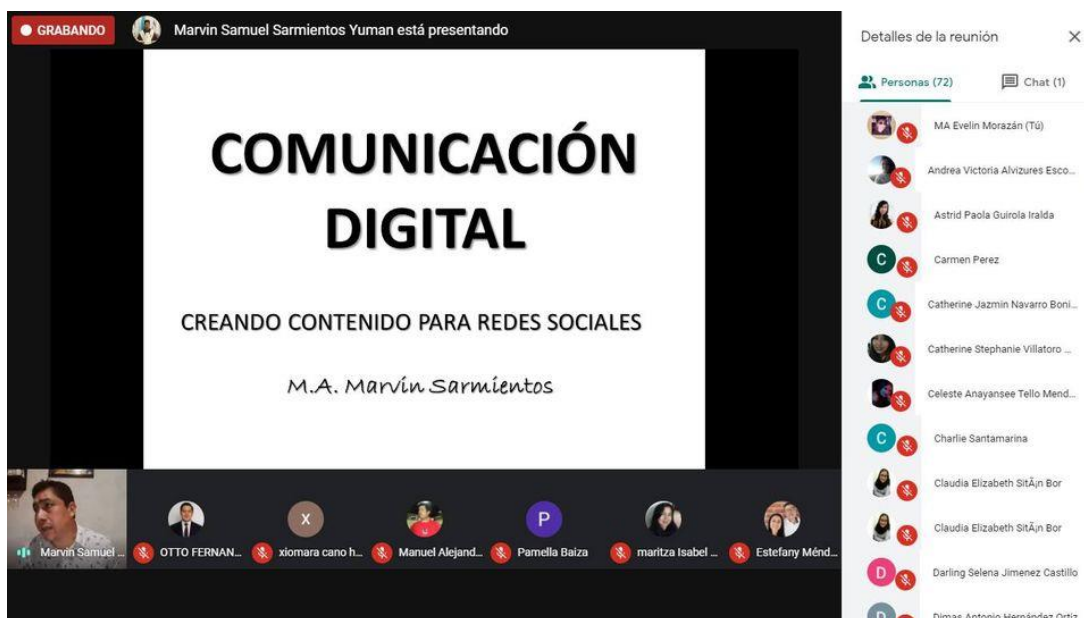 GRABANDO
Marvin Samuel Sarmientos Yuman está presentando
COMUNICACIÓN
DIGITAL
CREANDO CONTENIDO PARA REDES SOCIALES
M.A. Marvin Sarmientos
Marvin Samuel ...
OTTO FERNAN...
X
xiomara cano h...
Manuel Alejand...
P
Pamella Baiza
maritza Isabel ...
Estefany Ménd...
Detalles de la reunión
Personas (72)
Chat (1)
MA Evelin Morazán (Tú)
Andrea Victoria Alvizures Esco...
Astrid Paola Guirola Iralda
C
Carmen Perez
C
Catherine Jazmin Navarro Boni...
Catherine Stephanie Villatoro ...
Celeste Anayansee Tello Mend...
C
Charlie Santamarina
Claudia Elizabeth SitÃ¡n Bor
Claudia Elizabeth SitÃ¡n Bor
D
Darling Selena Jimenez Castillo
D
Dimas Antonio Hernández Ortiz